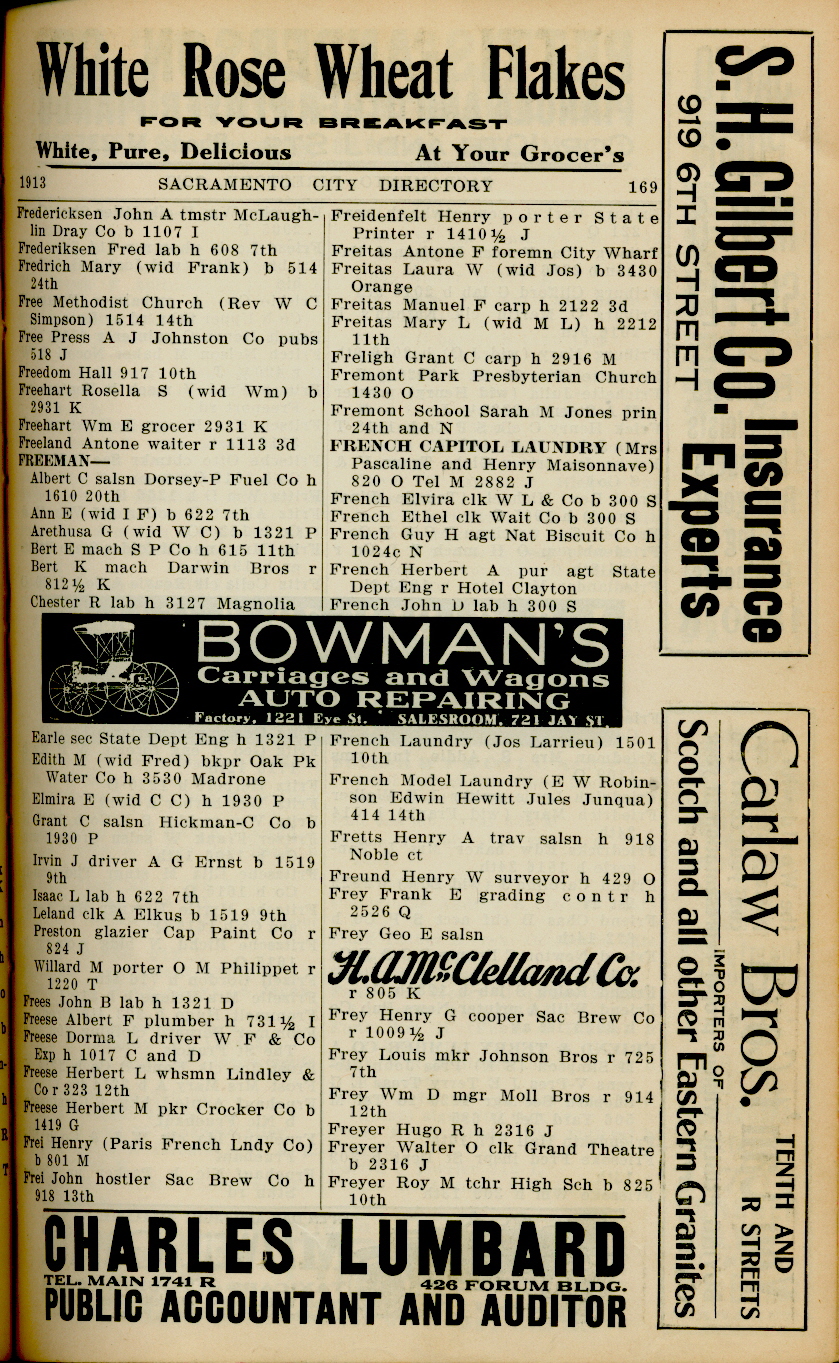 White Rose Wheat Flakes
FOR YOUR BREAKFAST
White, Pure, Delicious At Your Grocer's
1913 SACRAMENTO CITY DIRECTORY 169
Fredericksen John A tmstr McLaugh-
lin Dray Co b 1107 I
Frederiksen Fred lab h 608 7th
Fredrich Mary (wid Frank) b 514
24th
Free Methodist Church (Rev W C
Simpson) 1514 14th
Free Press A J Johnston Co pubs
518 J
Freedom Hall 917 10th
Freehart Rosella S (wid Wm) b
2931 K
Freehart Wm E grocer 2931 K
Freeland Antone waiter r 1113 3d
FREEMAN—
Albert C salsn Dorsey-P Fuel Co h
1610 20th
Ann E (wid I F) b 622 7th
Arethusa G (wid W C) b 1321 P
Bert E mach S P Co h 615 11th
Bert K mach Darwin Bros r
812½ K
Chester R lab h 3127 Magnolia
Freidenfelt Henry porter State
Printer r 1410½ J
Freitas Antone F foremn City Wharf
Freitas Laura W (wid Jos) b 3430
Orange
Freitas Manuel F carp h 2122 3d
Freitas Mary L (wid M L) h 2212
11th
Freligh Grant C carp h 2916 M
Fremont Park Presbyterian Church
1430 O
Fremont School Sarah M Jones prin
24th and N
FRENCH CAPITOL LAUNDRY (Mrs
Pascaline and Henry Maisonnave)
820 O Tel M 2882 J
French Elvira clk W L & Co b 300 S
French Ethel clk Wait Co b 300 S
French Guy H agt Nat Biscuit Co h
1024c N
French Herbert A pur agt State
Dept Eng r Hotel Clayton
French John D lab h 300 S
BOWMAN'S
Carriages and Wagons
AUTO REPAIRING
Factory, 1221 Eye St. SALESROOM, 721 JAY ST.
Earle sec State Dept Eng h 1321 P
Edith M (wid Fred) bkpr Oak Pk
Water Co h 3530 Madrone
Elmira E (wid C C) h 1930 P
Grant C salsn Hickman-C Co b
1930 P
Irvin J driver A G Ernst b 1519
9th
Isaac L lab h 622 7th
Leland clk A Elkus b 1519 9th
Preston glazier Cap Paint Co r
824 J
Willard M porter O M Philippet r
1220 T
Frees John B lab h 1321 D
Freese Albert F plumber h 731½ I
Freese Dorma L driver W F & Co
Exp h 1017 C and D
Freese Herbert L whsmn Lindley &
Co r 323 12th
Freese Herbert M pkr Crocker Co b
1419 G
Frei Henry (Paris French Lndy Co)
b 801 M
Frei John hostler Sac Brew Co h
918 13th
French Laundry (Jos Larrieu) 1501
10th
French Model Laundry (E W Robin-
son Edwin Hewitt Jules Junqua)
414 14th
Fretts Henry A trav salsn h 918
Noble ct
Freund Henry W surveyor h 429 O
Frey Frank E grading contr h
2526 Q
Frey Geo E salsn
H. A. McClelland Co.
r 805 K
Frey Henry G cooper Sac Brew Co
r 1009½ J
Frey Louis mkr Johnson Bros r 725
7th
Frey Wm D mgr Moll Bros r 914
12th
Freyer Hugo R h 2316 J
Freyer Walter O clk Grand Theatre
b 2316 J
Freyer Roy M tchr High Sch b 825
10th
CHARLES LUMBARD
TEL. MAIN 1741 R 426 FORUM BLDG.
PUBLIC ACCOUNTANT AND AUDITOR
S. H. Gilbert Co. Insurance
919 6TH STREET Experts
Carlaw Bros. TENTH AND
R STREETS
IMPORTERS OF
Scotch and all other Eastern Granites